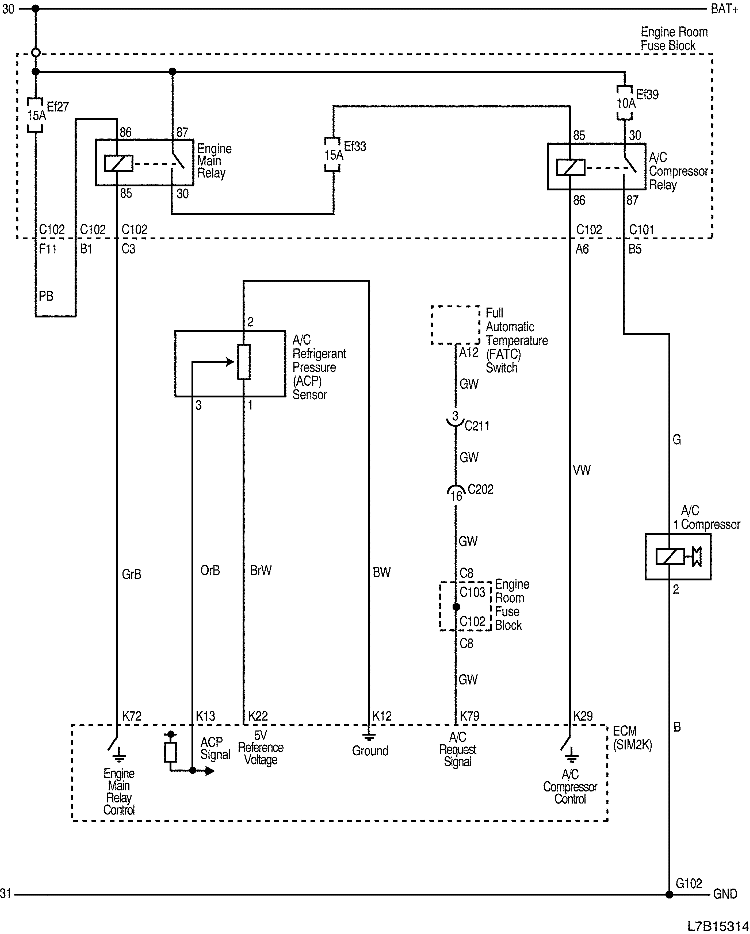 30
BAT+
Engine Room
Fuse Block
Ef27
15A
86
87
Engine
Main
Relay
85
30
Ef33
15A
Ef39
10A
85
30
A/C
Compressor
Relay
86
87
C102
C102
C102
C102
C101
F11
B1
C3
A6
B5
PB
2
A/C
Refrigerant
Pressure
(ACP)
Sensor
3
1
Full
Automatic
Temperature
(FATC)
Switch
A12
GW
3
C211
GW
16
C202
GW
C8
C103
C102
Engine
Room
Fuse
Block
C8
GW
VW
G
A/C
1 Compressor
2
B
GrB
OrB
BrW
BW
K72
K13
K22
K12
K79
K29
ECM
(SIM2K)
Engine
Main
Relay
Control
ACP
Signal
5V
Reference
Voltage
Ground
A/C
Request
Signal
A/C
Compressor
Control
G102
31
GND
L7B15314